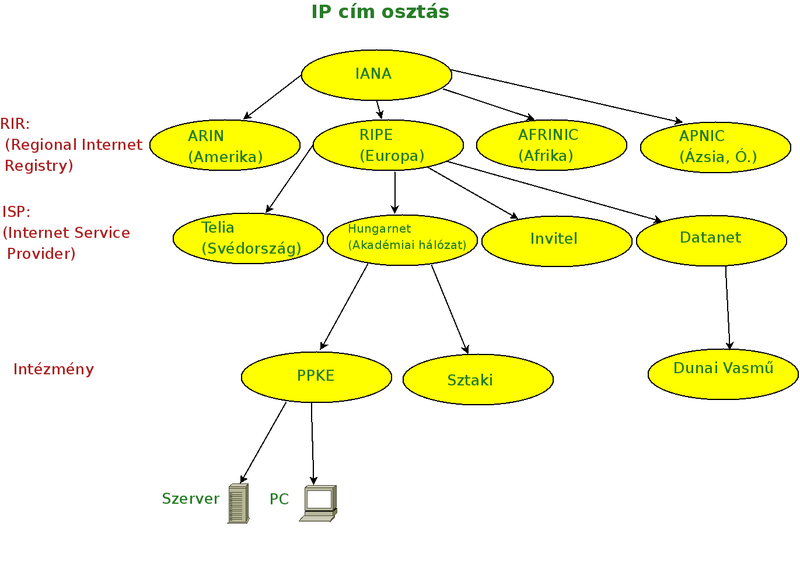 IP cím osztás
IANA
RIR:
(Regional Internet
Registry)
ARIN
(Amerika)
RIPE
(Europa)
AFRINIC
(Afrika)
APNIC
(Ázsia, Ó.)
ISP:
(Internet Service
Provider)
Telia
(Svédország)
Hungarnet
(Akadémiai hálózat)
Invitel
Datanet
Intézmény
PPKE
Sztaki
Dunai Vasmű
Szerver
PC